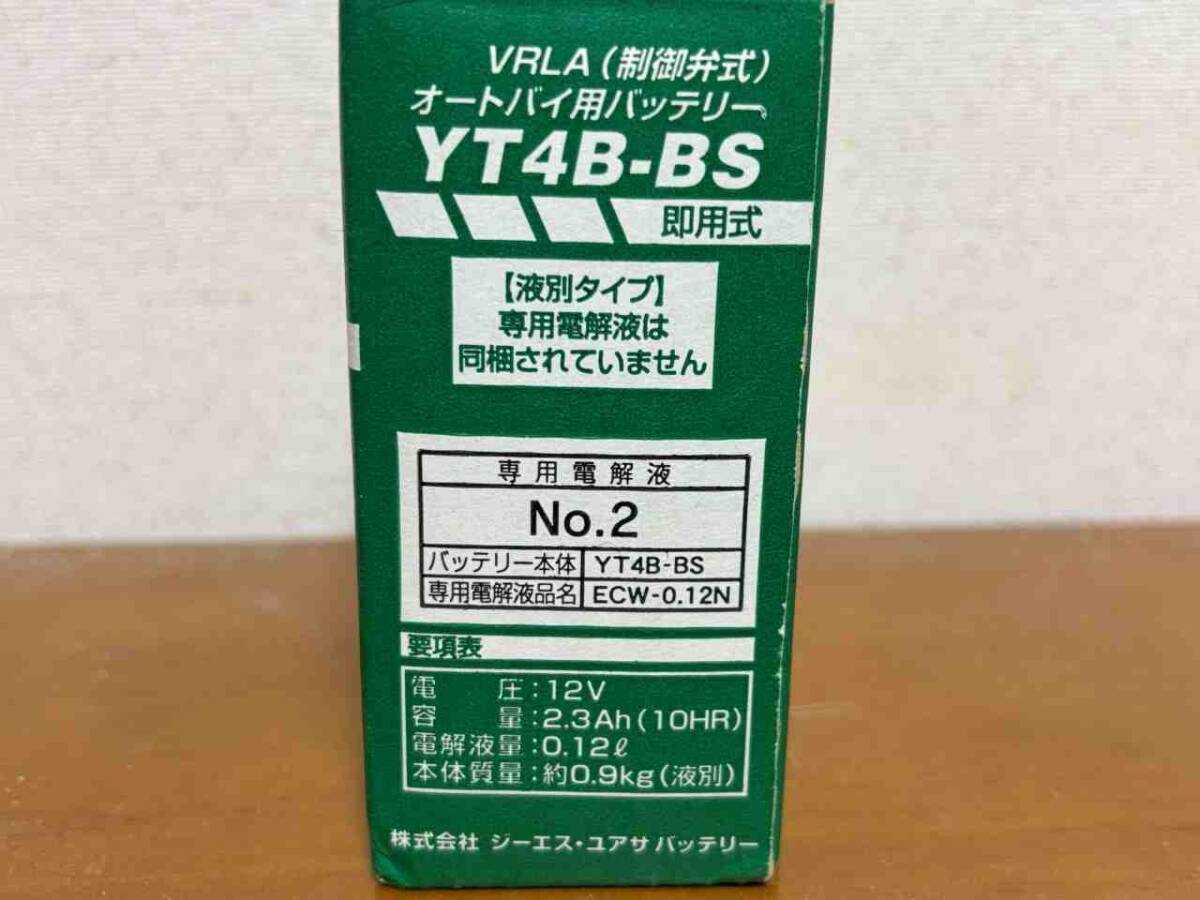 VRLA(制御弁式)
オートバイ用バッテリー
YT4B-BS
即用式
【液別タイプ】
専用電解液は
同梱されていません
専用電解液
No.2
バッテリー本体 YT4B-BS
専用電解液品名 ECW-0.12N
要項表
電圧:12V
容量:2.3Ah(10HR)
電解液量:0.12ℓ
本体質量:約0.9kg(液別)
株式会社 ジーエス・ユアサ バッテリー